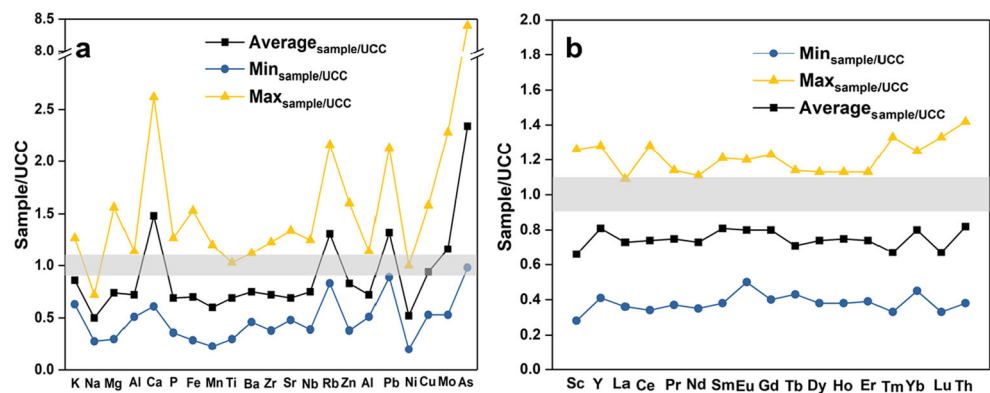 a
Average sample/UCC
Min sample/UCC
Max sample/UCC
Sample/UCC
8.5
8.0
2.5
2.0
1.5
1.0
0.5
0.0
K Na Mg Al Ca P Fe Mn Ti Ba Zr Sr Nb Rb Zn Al Pb Ni Cu Mo As
b
Min sample/UCC
Max sample/UCC
Average sample/UCC
Sample/UCC
2.0
1.8
1.6
1.4
1.2
1.0
0.8
0.6
0.4
0.2
0.0
Sc Y La Ce Pr Nd Sm Eu Gd Tb Dy Ho Er Tm Yb Lu Th